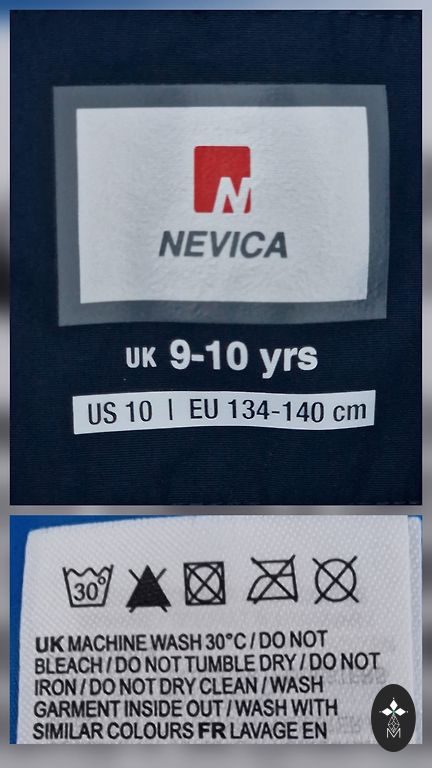 NEVICA
UK 9-10 yrs
US 10 | EU 134-140 cm
30°
UK MACHINE WASH 30°C / DO NOT
BLEACH / DO NOT TUMBLE DRY / DO NOT
IRON / DO NOT DRY CLEAN / WASH
GARMENT INSIDE OUT / WASH WITH
SIMILAR COLOURS FR LAVAGE EN